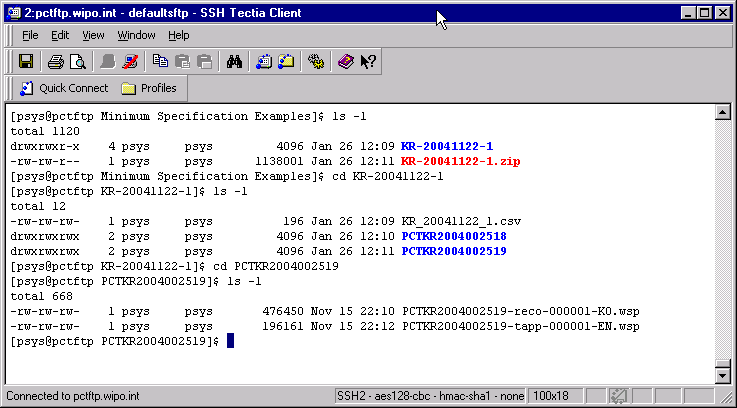 2:pctftp.wipo.int - defaultsftp - SSH Tectia Client
File Edit View Window Help
Quick Connect Profiles
[psys@pctftp Minimum Specification Examples]$ ls -l
total 1120
drwxrwxr-x 4 psys psys 4096 Jan 26 12:09 KR-20041122-1
-rw-rw-r-- 1 psys psys 1138001 Jan 26 12:11 KR-20041122-1.zip
[psys@pctftp Minimum Specification Examples]$ cd KR-20041122-1
[psys@pctftp KR-20041122-1]$ ls -l
total 12
-rw-rw-rw- 1 psys psys 196 Jan 26 12:09 KR_20041122_1.csv
drwxrwxrwx 2 psys psys 4096 Jan 26 12:10 PCTKR2004002518
drwxrwxrwx 2 psys psys 4096 Jan 26 12:11 PCTKR2004002519
[psys@pctftp KR-20041122-1]$ cd PCTKR2004002519
[psys@pctftp PCTKR2004002519]$ ls -l
total 668
-rw-rw-rw- 1 psys psys 476450 Nov 15 22:10 PCTKR2004002519-reco-000001-KO.wsp
-rw-rw-rw- 1 psys psys 196161 Nov 15 22:12 PCTKR2004002519-tapp-000001-EN.wsp
[psys@pctftp PCTKR2004002519]$
Connected to pctftp.wipo.int SSH2 - aes128-cbc - hmac-sha1 - none 100x18